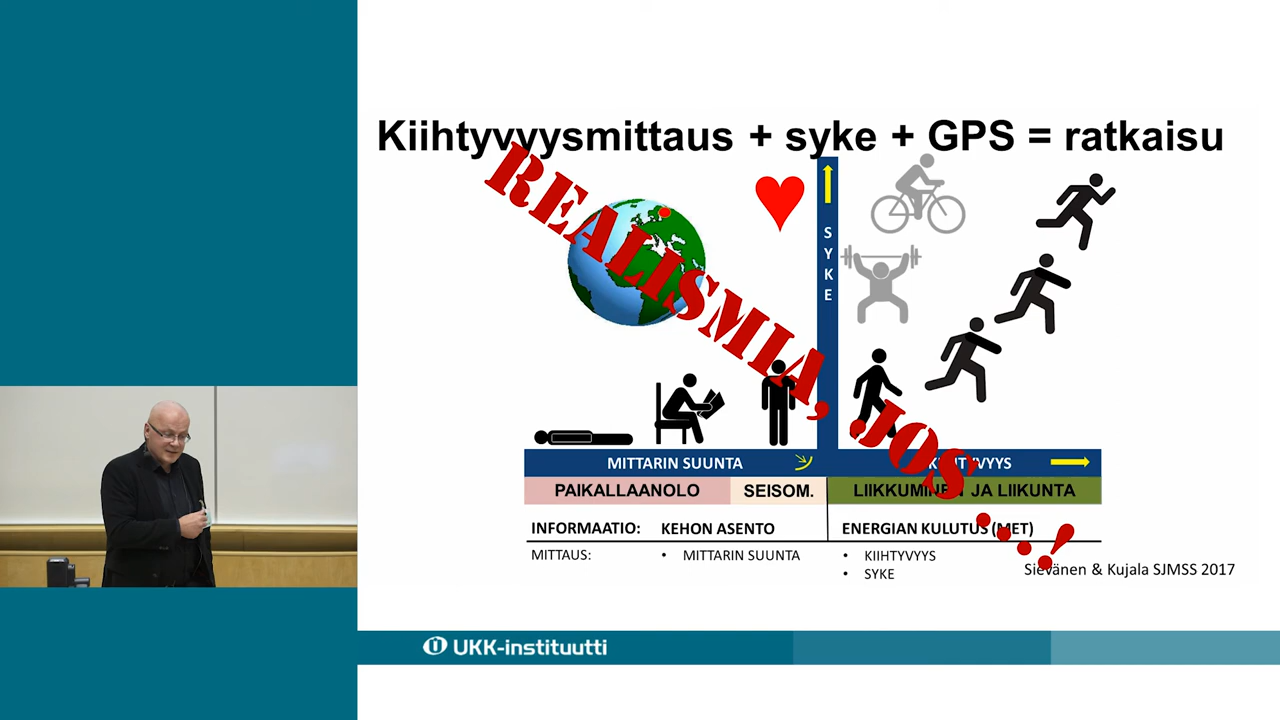 Kiihtyvyysmittaus + syke + GPS = ratkaisu
REALISMIA, JOS ...!
SYKE
MITTARIN SUUNTA
KIIHTYVYYS
PAIKALLAANOLO
SEISOM.
LIIKKUMINEN JA LIIKUNTA
INFORMAATIO: KEHON ASENTO
ENERGIAN KULUTUS (MET)
MITTAUS: • MITTARIN SUUNTA
• KIIHTYVYYS
• SYKE
Sievänen & Kujala SJMSS 2017
UKK-instituutti